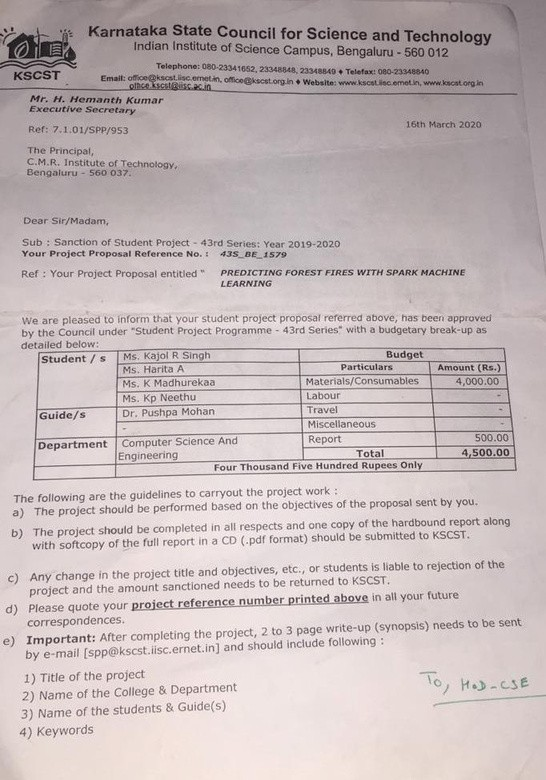 Karnataka State Council for Science and Technology
Indian Institute of Science Campus, Bengaluru - 560 012
Telephone: 080-23341652, 23348848, 23348849 ♦ Telefax: 080-23348840
Email: office@kscst.iisc.ernet.in, office@kscst.org.in ♦ Website: www.kscst.iisc.ernet.in, www.kscst.org.in
office.kscst@iisc.ac.in
KSCST
Mr. H. Hemanth Kumar
Executive Secretary
16th March 2020
Ref: 7.1.01/SPP/953
The Principal,
C.M.R. Institute of Technology,
Bengaluru - 560 037.
Dear Sir/Madam,
Sub : Sanction of Student Project - 43rd Series: Year 2019-2020
Your Project Proposal Reference No. : 43S_BE_1579
Ref : Your Project Proposal entitled " PREDICTING FOREST FIRES WITH SPARK MACHINE
LEARNING
We are pleased to inform that your student project proposal referred above, has been approved
by the Council under "Student Project Programme - 43rd Series" with a budgetary break-up as
detailed below:
Student / s Ms. Kajol R Singh Budget
Ms. Harita A Particulars Amount (Rs.)
Ms. K Madhurekaa Materials/Consumables 4,000.00
Ms. Kp Neethu Labour -
Guide/s Dr. Pushpa Mohan Travel -
- Miscellaneous -
Department Computer Science And Report 500.00
Engineering Total 4,500.00
Four Thousand Five Hundred Rupees Only
The following are the guidelines to carryout the project work :
a) The project should be performed based on the objectives of the proposal sent by you.
b) The project should be completed in all respects and one copy of the hardbound report along
with softcopy of the full report in a CD (.pdf format) should be submitted to KSCST.
c) Any change in the project title and objectives, etc., or students is liable to rejection of the
project and the amount sanctioned needs to be returned to KSCST.
d) Please quote your project reference number printed above in all your future
correspondences.
e) Important: After completing the project, 2 to 3 page write-up (synopsis) needs to be sent
by e-mail [spp@kscst.iisc.ernet.in] and should include following :
1) Title of the project
2) Name of the College & Department
3) Name of the students & Guide(s)
4) Keywords
To, HoD-CSE